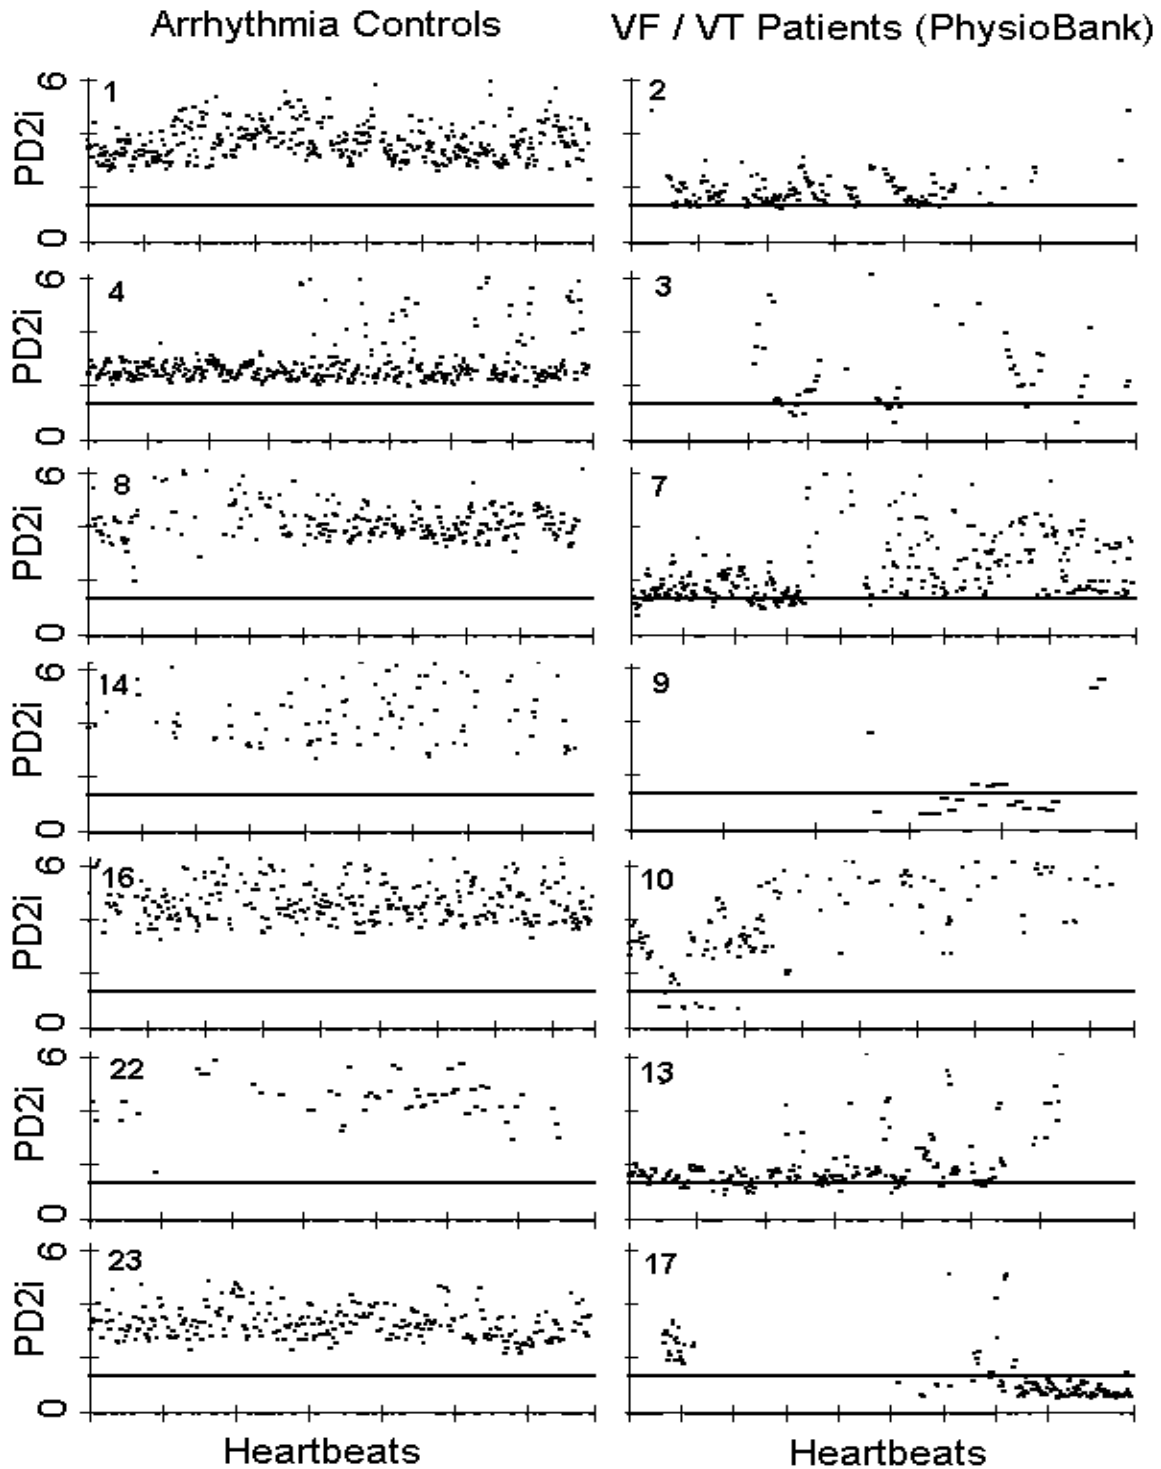 Arrhythmia Controls VF / VT Patients (PhysioBank)
PD2i 6 0 1 2
PD2i 6 0 4 3
PD2i 6 0 8 7
PD2i 6 0 14 9
PD2i 6 0 16 10
PD2i 6 0 22 13
PD2i 6 0 23 17
Heartbeats Heartbeats